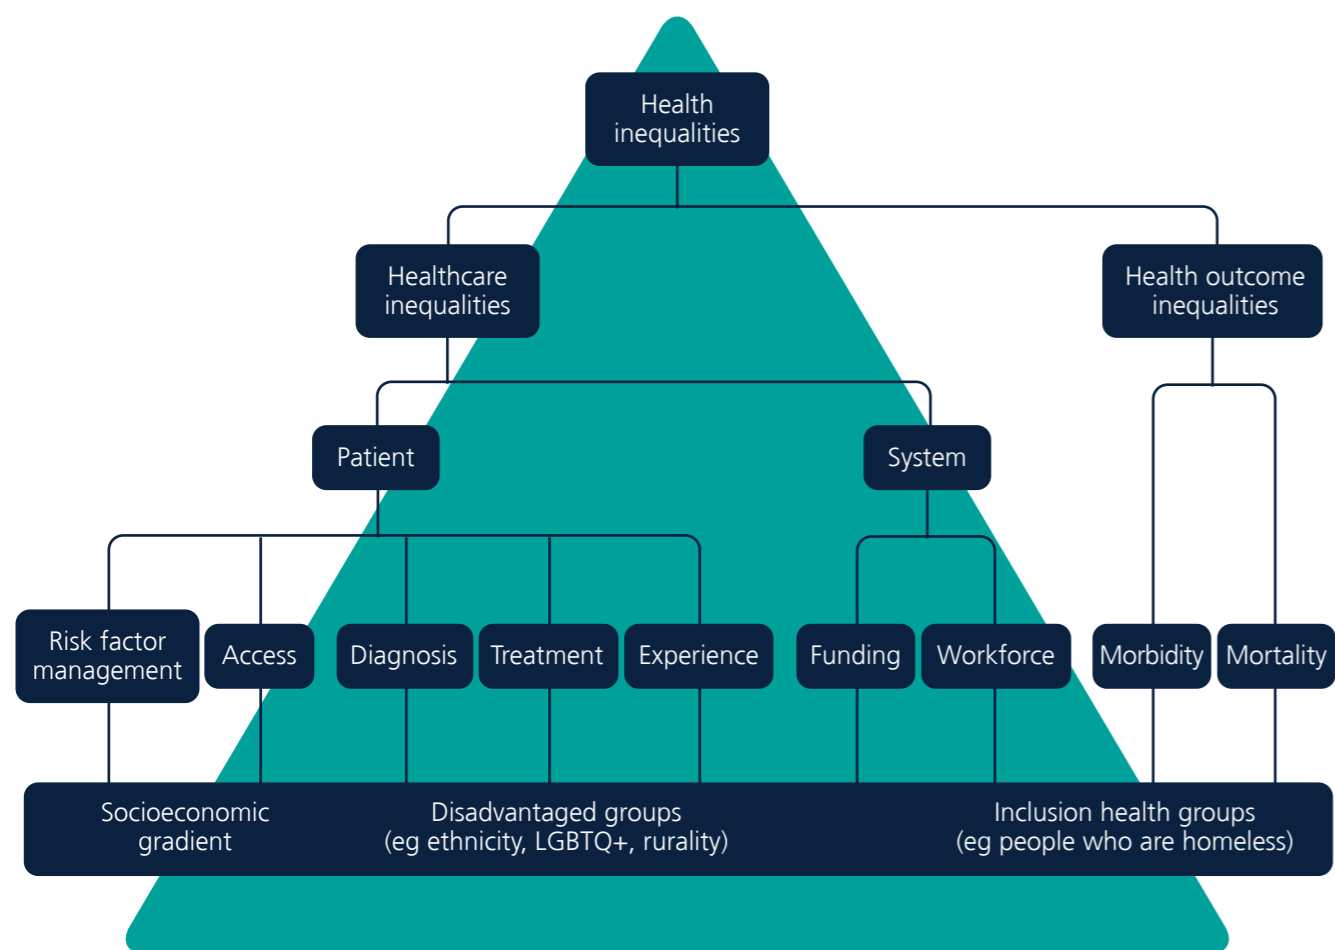 Health
inequalities
Healthcare
inequalities
Health outcome
inequalities
Patient
System
Risk factor
management
Access
Diagnosis
Treatment
Experience
Funding
Workforce
Morbidity
Mortality
Socioeconomic
gradient
Disadvantaged groups
(eg ethnicity, LGBTQ+, rurality)
Inclusion health groups
(eg people who are homeless)